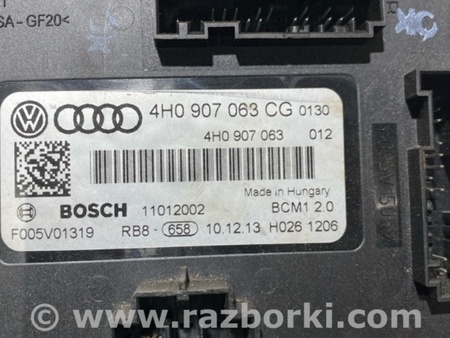 SA-GF20<
4H0 907 063 CG 0130
4H0 907 063 012
Made in Hungary
BOSCH 11012002 BCM1 2.0
F005V01319 RB8 - 658 10.12.13 H026 1206
© www.razborki.com